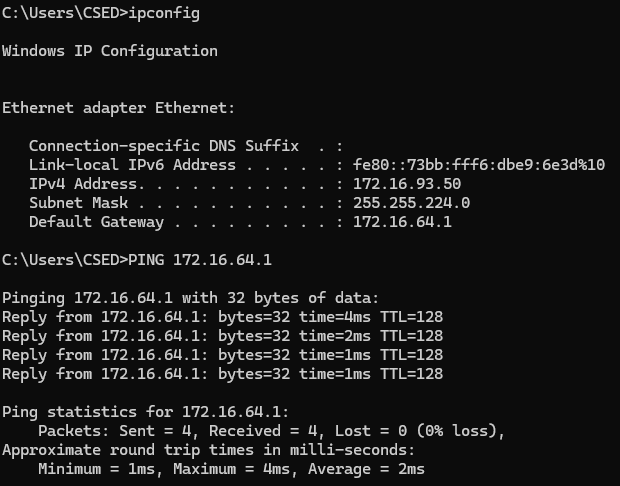 C:\Users\CSED>ipconfig
Windows IP Configuration
Ethernet adapter Ethernet:
   Connection-specific DNS Suffix  . :
   Link-local IPv6 Address . . . . . : fe80::73bb:fff6:dbe9:6e3d%10
   IPv4 Address. . . . . . . . . . . : 172.16.93.50
   Subnet Mask . . . . . . . . . . . : 255.255.224.0
   Default Gateway . . . . . . . . . : 172.16.64.1
C:\Users\CSED>PING 172.16.64.1
Pinging 172.16.64.1 with 32 bytes of data:
Reply from 172.16.64.1: bytes=32 time=4ms TTL=128
Reply from 172.16.64.1: bytes=32 time=2ms TTL=128
Reply from 172.16.64.1: bytes=32 time=1ms TTL=128
Reply from 172.16.64.1: bytes=32 time=1ms TTL=128
Ping statistics for 172.16.64.1:
    Packets: Sent = 4, Received = 4, Lost = 0 (0% loss),
Approximate round trip times in milli-seconds:
    Minimum = 1ms, Maximum = 4ms, Average = 2ms